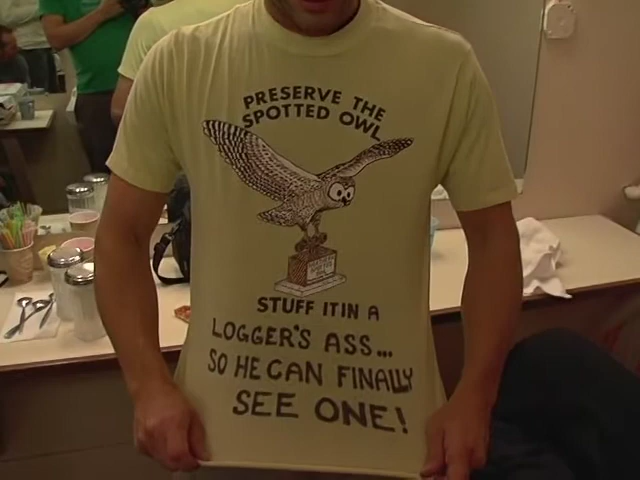 PRESERVE THE
SPOTTED OWL
STUFF IT IN A
LOGGER'S ASS...
SO HE CAN FINALLY
SEE ONE!